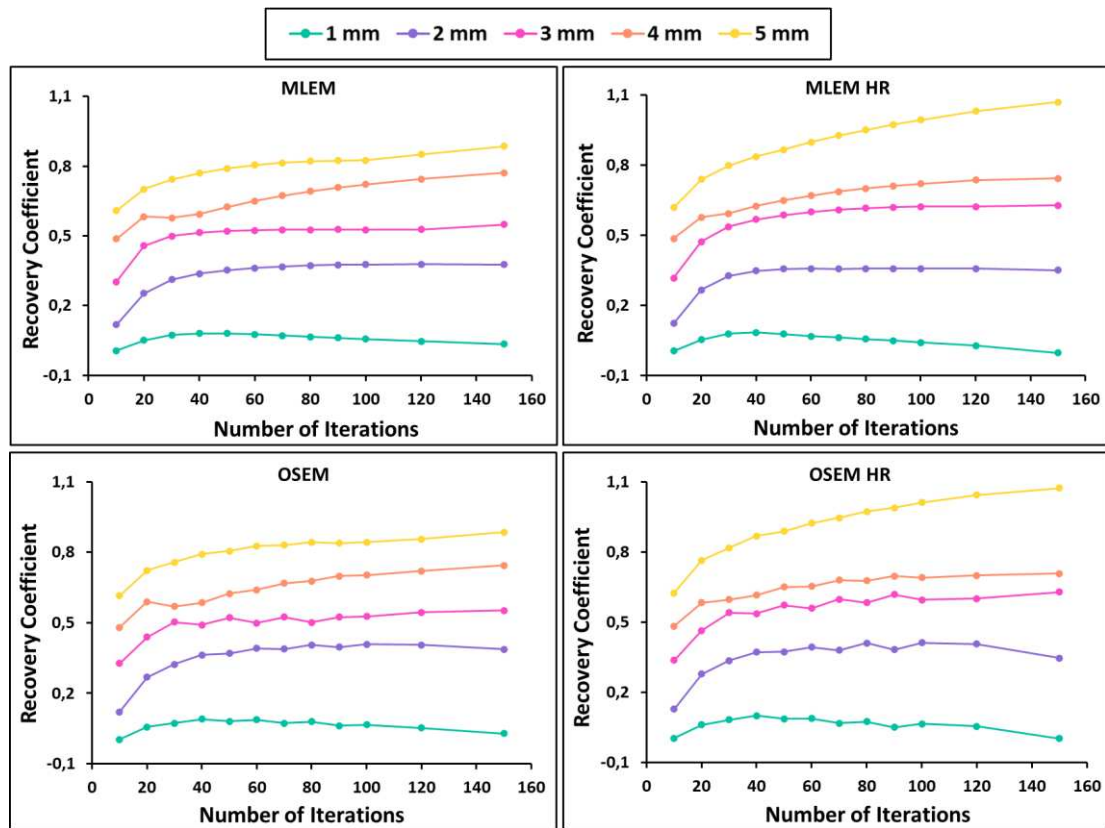 1 mm 2 mm 3 mm 4 mm 5 mm
MLEM
1,1
0,8
0,5
0,2
-0,1
Recovery Coefficient
0 20 40 60 80 100 120 140 160
Number of Iterations
MLEM HR
1,1
0,8
0,5
0,2
-0,1
Recovery Coefficient
0 20 40 60 80 100 120 140 160
Number of Iterations
OSEM
1,1
0,8
0,5
0,2
-0,1
Recovery Coefficient
0 20 40 60 80 100 120 140 160
Number of Iterations
OSEM HR
1,1
0,8
0,5
0,2
-0,1
Recovery Coefficient
0 20 40 60 80 100 120 140 160
Number of Iterations